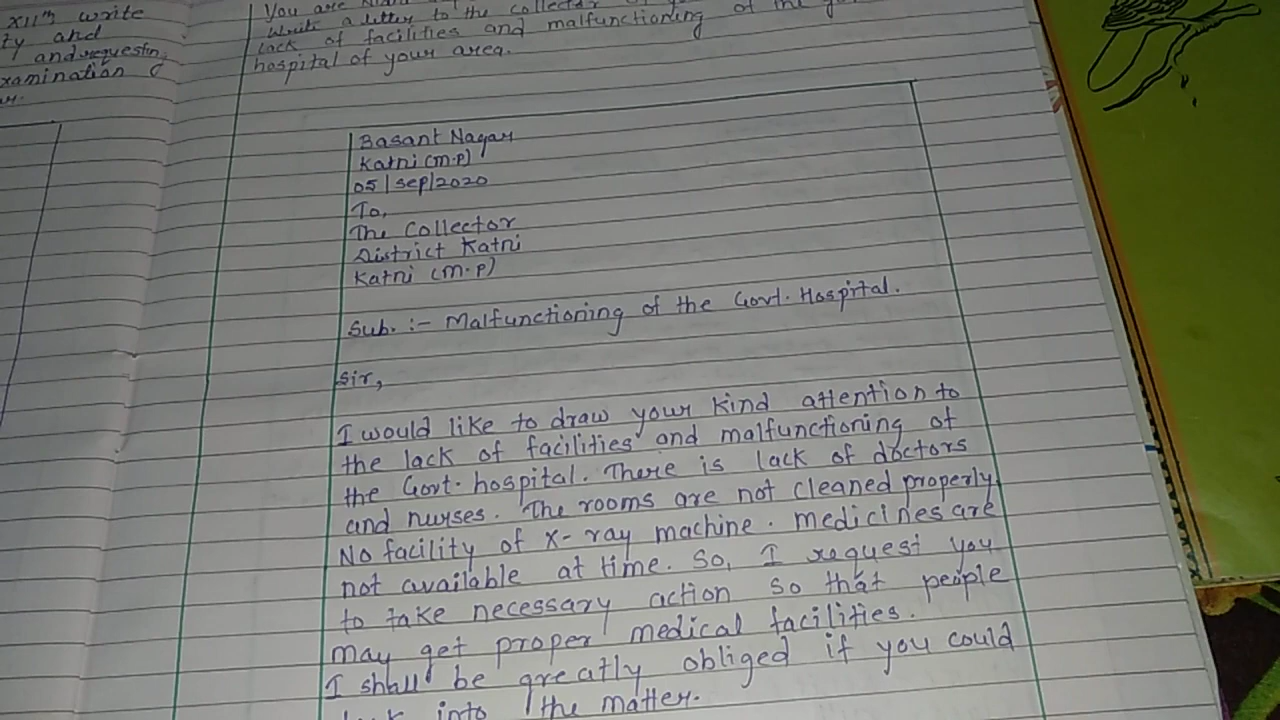 XIIth write
ty and
and requesting
xamination
You are
Write a letter to the collector of
lack of facilities and malfunctioning of the
hospital of your area.
Basant Nagar
Katni (m.p)
05/sep/2020
To,
The Collector
District Katni
Katni (m.p)
Sub. :- Malfunctioning of the Govt. Hospital.
Sir,
I would like to draw your kind attention to
the lack of facilities and malfunctioning of
the Govt. hospital. There is lack of doctors
and nurses. The rooms are not cleaned properly.
No facility of x-ray machine. medicines are
not available at time. So, I request you
to take necessary action so that people
may get proper medical facilities.
I shall be greatly obliged if you could
look into the matter.